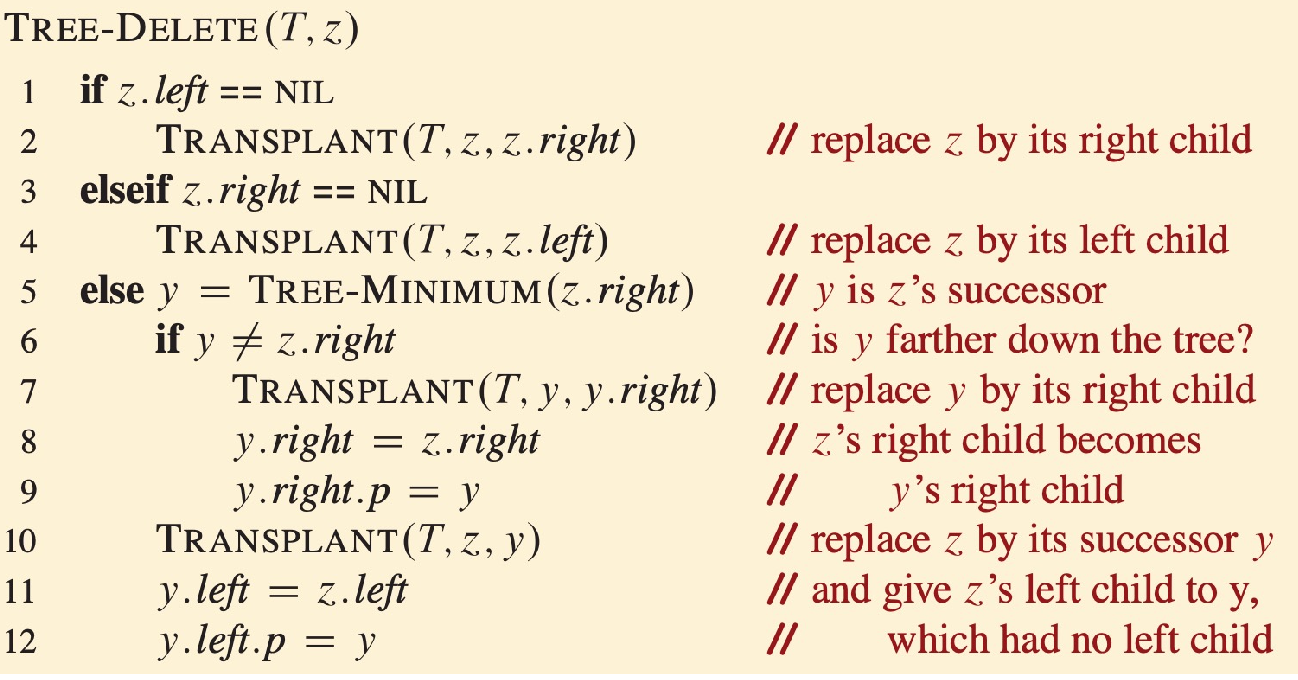 TREE-DELETE(T, z)
1 if z.left == NIL
2 TRANSPLANT(T, z, z.right) // replace z by its right child
3 elseif z.right == NIL
4 TRANSPLANT(T, z, z.left) // replace z by its left child
5 else y = TREE-MINIMUM(z.right) // y is z’s successor
6 if y ≠ z.right // is y farther down the tree?
7 TRANSPLANT(T, y, y.right) // replace y by its right child
8 y.right = z.right // z’s right child becomes
9 y.right.p = y // y’s right child
10 TRANSPLANT(T, z, y) // replace z by its successor y
11 y.left = z.left // and give z’s left child to y,
12 y.left.p = y // which had no left child